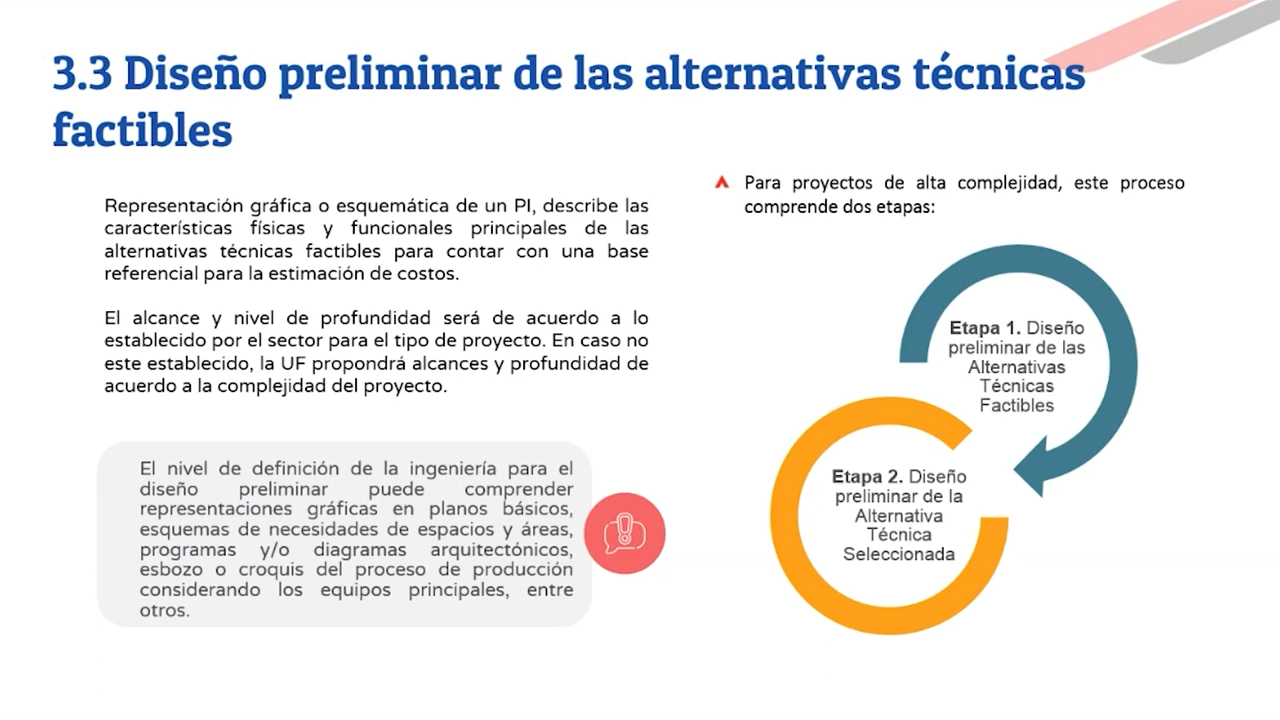 3.3 Diseño preliminar de las alternativas técnicas
factibles
Representación gráfica o esquemática de un PI, describe las
características físicas y funcionales principales de las
alternativas técnicas factibles para contar con una base
referencial para la estimación de costos.
El alcance y nivel de profundidad será de acuerdo a lo
establecido por el sector para el tipo de proyecto. En caso no
este establecido, la UF propondrá alcances y profundidad de
acuerdo a la complejidad del proyecto.
El nivel de definición de la ingeniería para el
diseño preliminar puede comprender
representaciones gráficas en planos básicos,
esquemas de necesidades de espacios y áreas,
programas y/o diagramas arquitectónicos,
esbozo o croquis del proceso de producción
considerando los equipos principales, entre
otros.
Para proyectos de alta complejidad, este proceso
comprende dos etapas:
Etapa 1. Diseño
preliminar de las
Alternativas
Técnicas
Factibles
Etapa 2. Diseño
preliminar de la
Alternativa
Técnica
Seleccionada